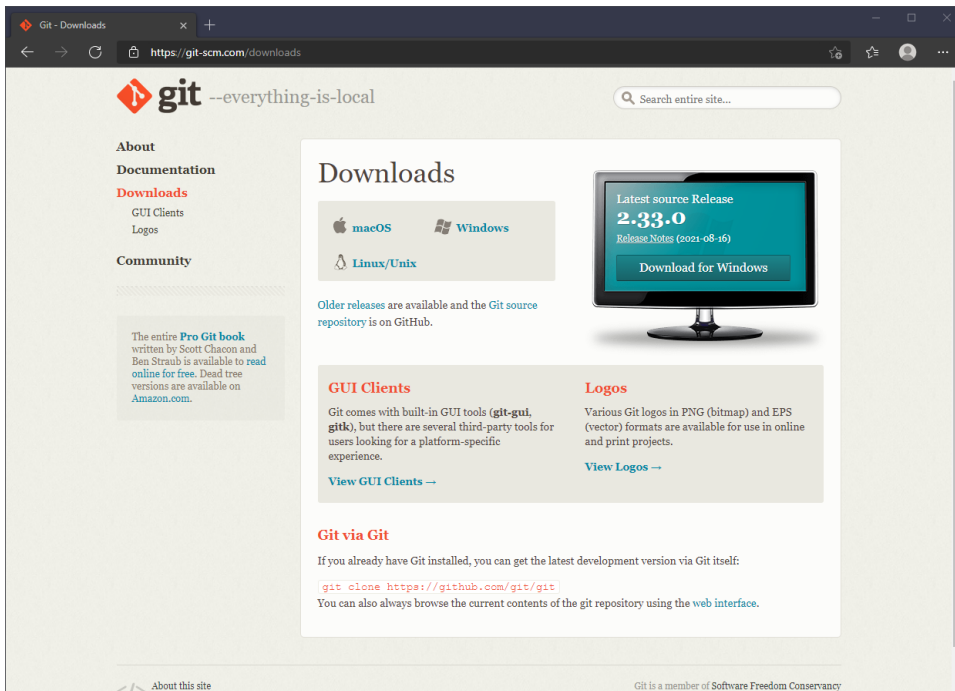 Git - Downloads
https://git-scm.com/downloads
git --everything-is-local
Search entire site...
About
Documentation
Downloads
GUI Clients
Logos
Community
The entire Pro Git book
written by Scott Chacon and
Ben Straub is available to read
online for free. Dead tree
versions are available on
Amazon.com.
Downloads
macOS
Windows
Linux/Unix
Older releases are available and the Git source
repository is on GitHub.
Latest source Release
2.33.0
Release Notes (2021-08-16)
Download for Windows
GUI Clients
Git comes with built-in GUI tools (git-gui,
gitk), but there are several third-party tools for
users looking for a platform-specific
experience.
View GUI Clients →
Logos
Various Git logos in PNG (bitmap) and EPS
(vector) formats are available for use in online
and print projects.
View Logos →
Git via Git
If you already have Git installed, you can get the latest development version via Git itself:
git clone https://github.com/git/git
You can also always browse the current contents of the git repository using the web interface.
About this site
Git is a member of Software Freedom Conservancy